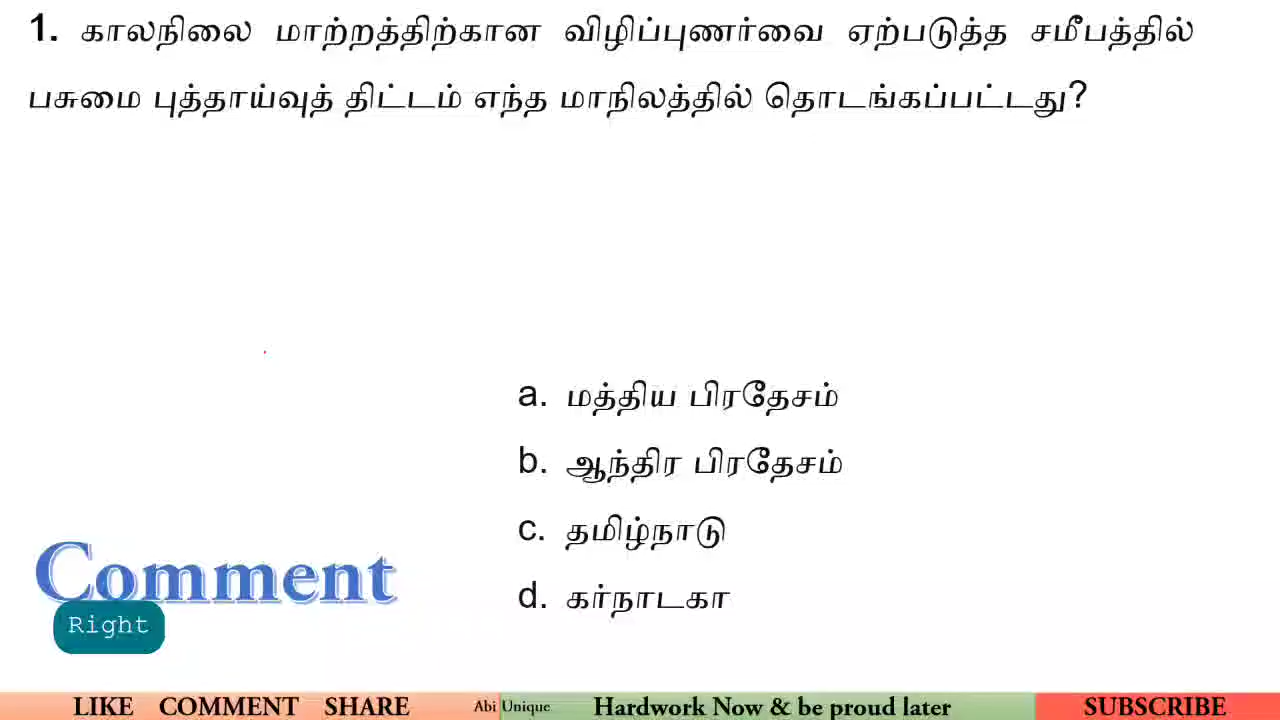 1. காலநிலை மாற்றத்திற்கான விழிப்புணர்வை ஏற்படுத்த சமீபத்தில்
பசுமை புத்தாய்வுத் திட்டம் எந்த மாநிலத்தில் தொடங்கப்பட்டது?
a. மத்திய பிரதேசம்
b. ஆந்திர பிரதேசம்
c. தமிழ்நாடு
d. கர்நாடகா
Comment
Right
LIKE COMMENT SHARE Abi Unique Hardwork Now & be proud later SUBSCRIBE